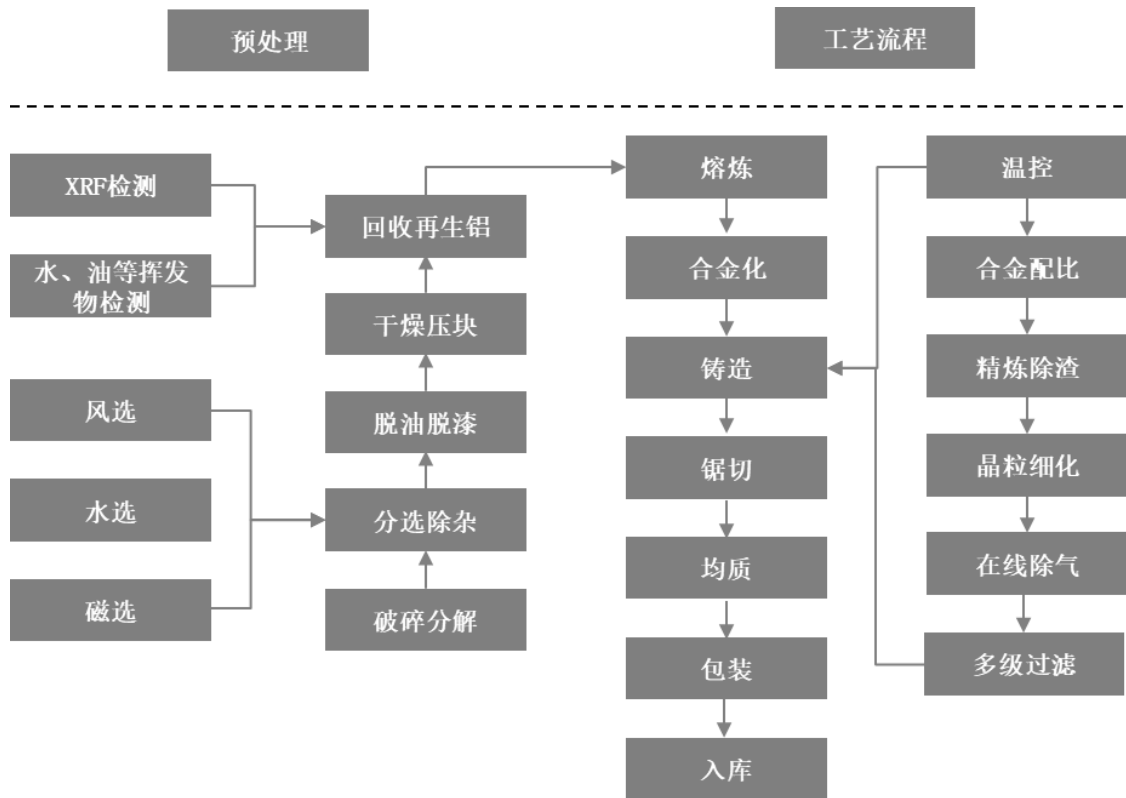 预处理
工艺流程
XRF检测
水、油等挥发
物检测
风选
水选
磁选
回收再生铝
干燥压块
脱油脱漆
分选除杂
破碎分解
熔炼
合金化
铸造
锯切
均质
包装
入库
温控
合金配比
精炼除渣
晶粒细化
在线除气
多级过滤